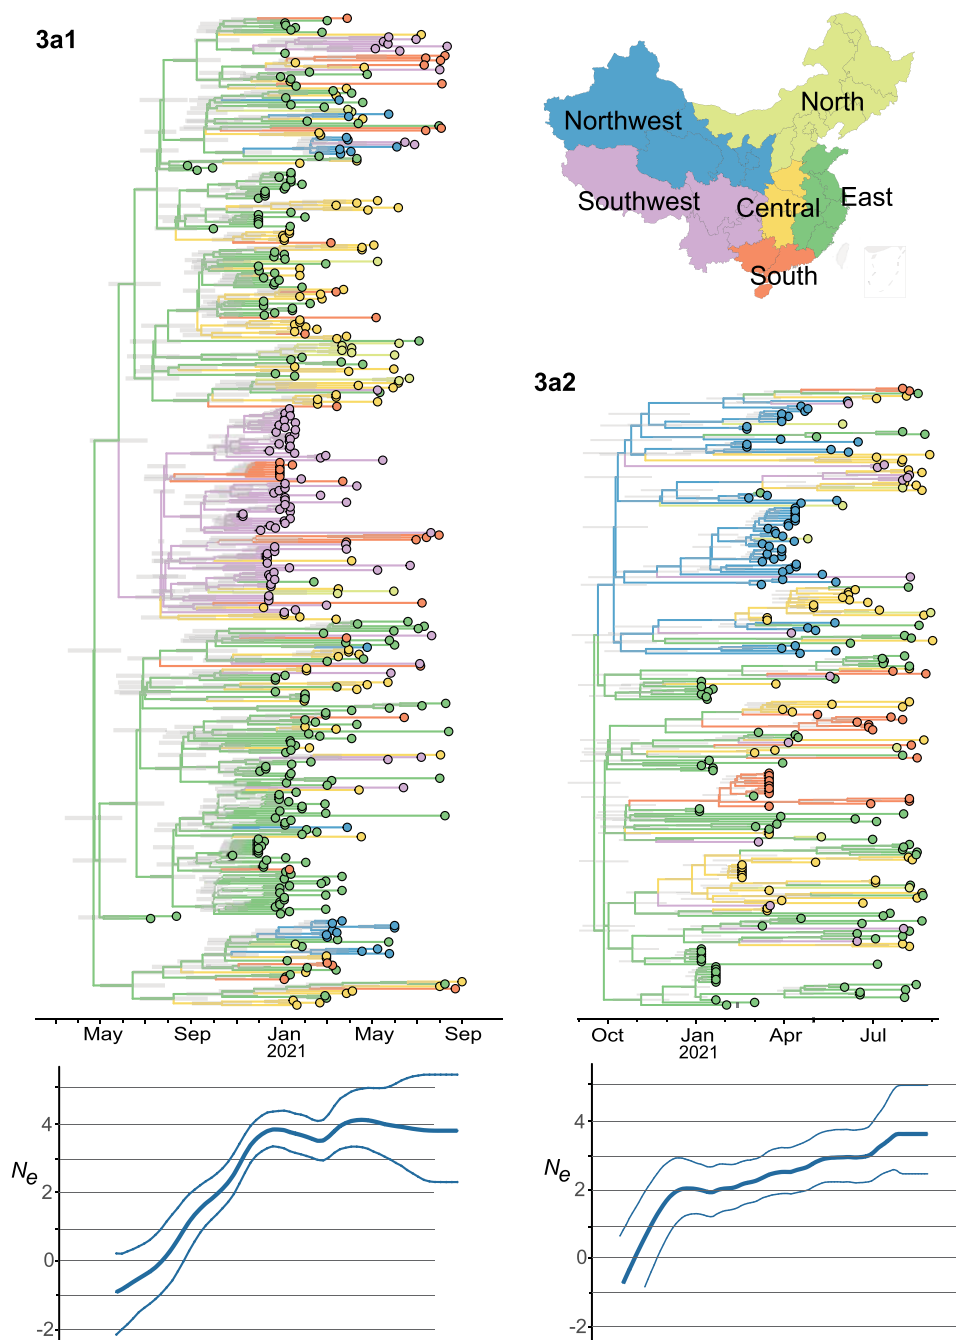 3a1
North
Northwest
Southwest
Central
East
South
3a2
May Sep Jan May Sep
2021
Oct Jan Apr Jul
2021
4
2
0
-2
Ne
4
2
0
-2
Ne